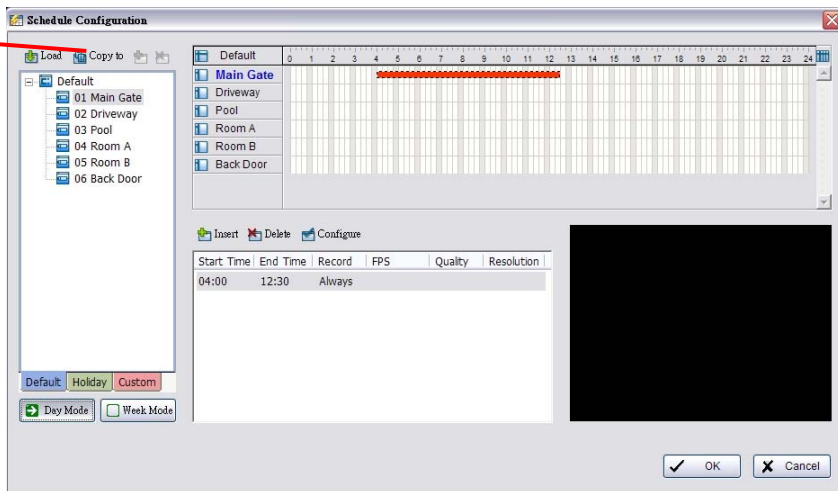 Schedule Configuration
Load Copy to
Default
01 Main Gate
02 Driveway
03 Pool
04 Room A
05 Room B
06 Back Door
Default Holiday Custom
Day Mode Week Mode
Default 0 1 2 3 4 5 6 7 8 9 10 11 12 13 14 15 16 17 18 19 20 21 22 23 24
Main Gate
Driveway
Pool
Room A
Room B
Back Door
Insert Delete Configure
Start Time End Time Record FPS Quality Resolution
04:00 12:30 Always
OK Cancel